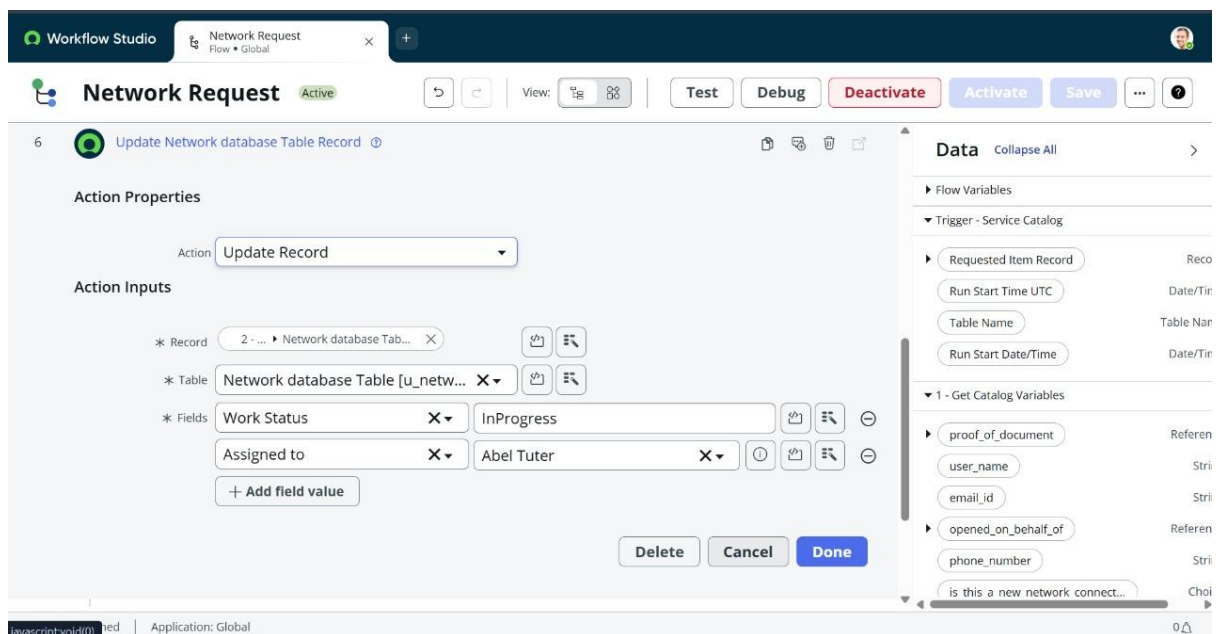 Workflow Studio
Network Request
Flow • Global
Network Request Active
View:
Test
Debug
Deactivate
Activate
Save
6 Update Network database Table Record
Action Properties
Action Update Record
Action Inputs
* Record 2 - ... ▸ Network database Tab...
* Table Network database Table [u_netw...
* Fields Work Status InProgress
Assigned to Abel Tuter
+ Add field value
Delete Cancel Done
Data Collapse All
Flow Variables
Trigger - Service Catalog
Requested Item Record Reco
Run Start Time UTC Date/Tin
Table Name Table Nan
Run Start Date/Time Date/Tin
1 - Get Catalog Variables
proof_of_document Referen
user_name Stri
email_id Stri
opened_on_behalf_of Referen
phone_number Stri
is this a new network connect... Choi
javascript:void(0) hed Application: Global
0